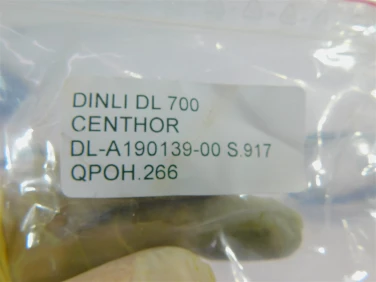 DINLI DL 700
CENTHOR
DL-A190139-00 S.917
QPOH.266